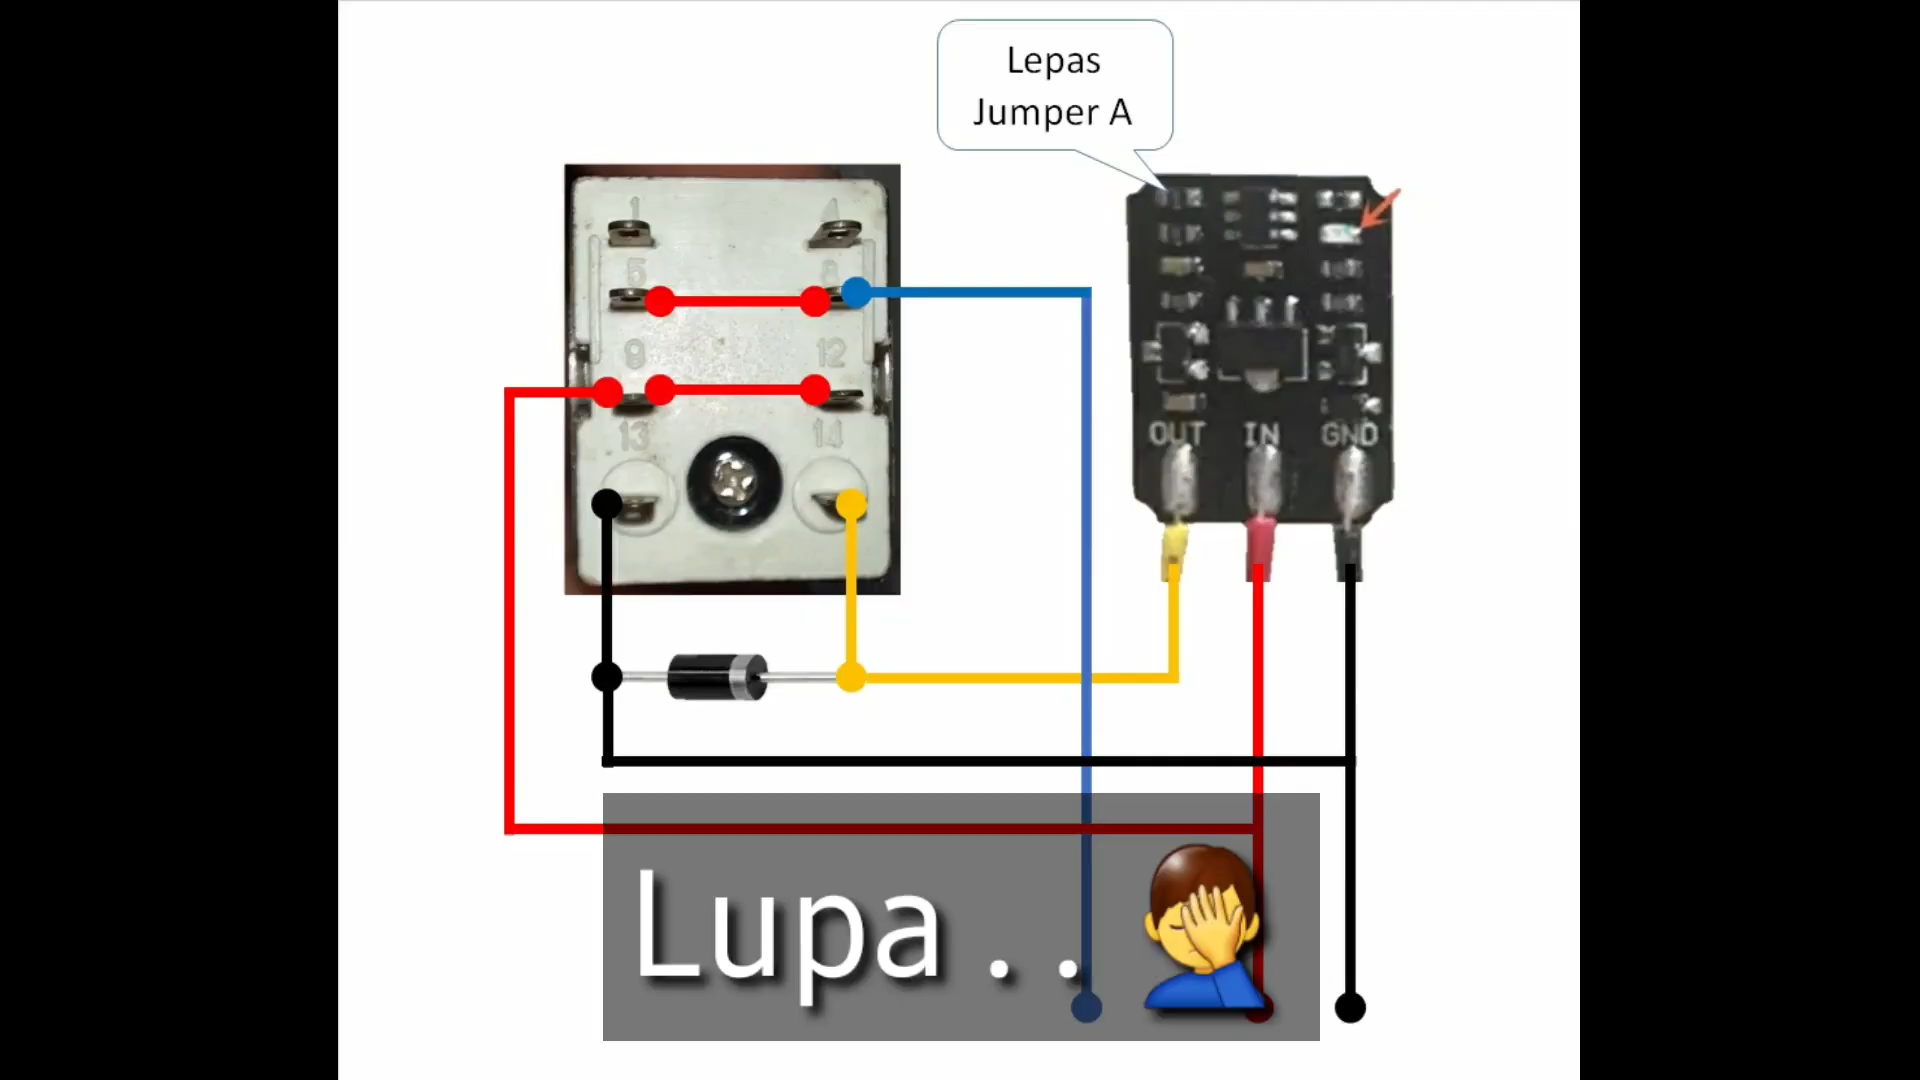 Lepas
Jumper A
1 4
5 8
9 12
13 14
OUT IN GND
Lupa . .